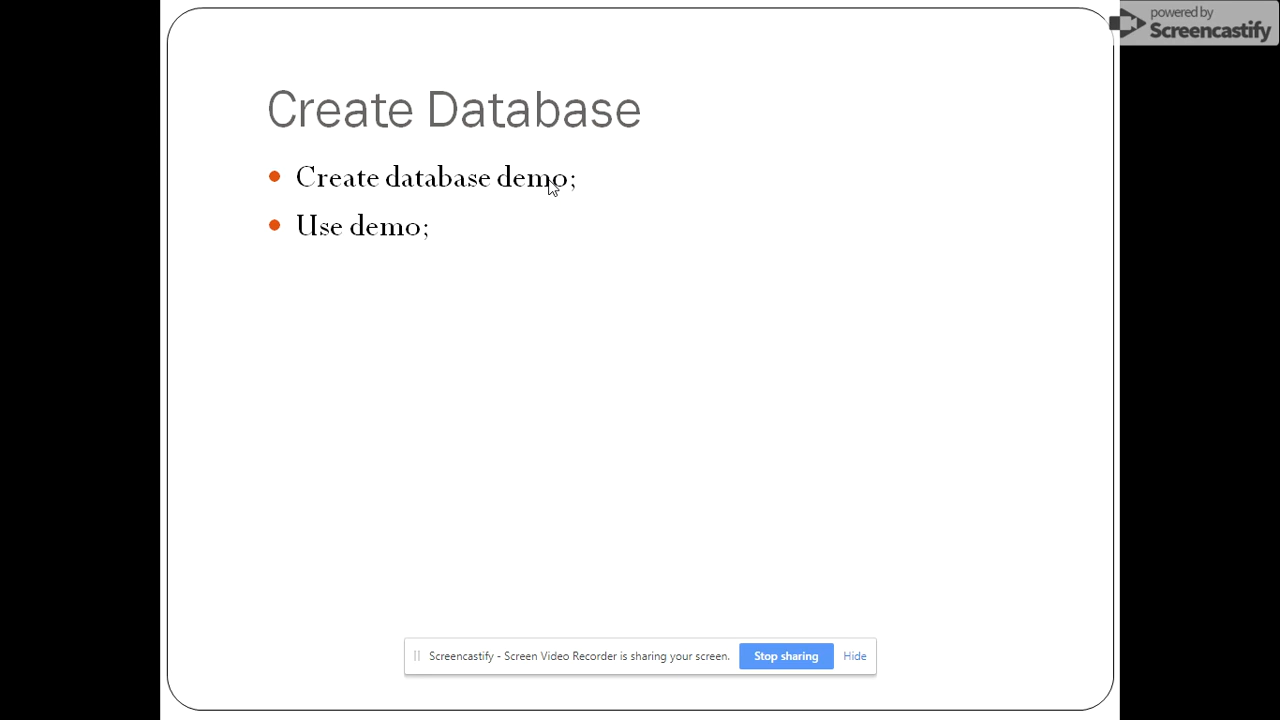 powered by
Screencastify
Create Database
Create database demo;
Use demo;
Screencastify - Screen Video Recorder is sharing your screen.
Stop sharing
Hide